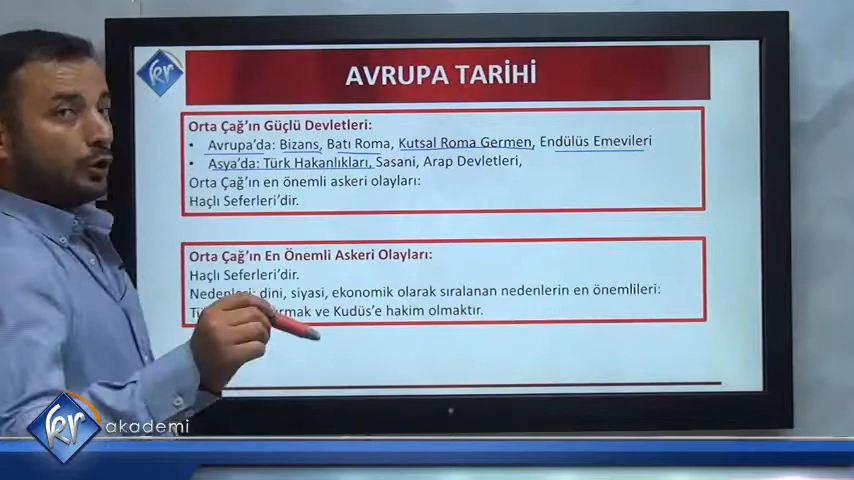 AVRUPA TARİHİ
Orta Çağ'ın Güçlü Devletleri:
• Avrupa'da: Bizans, Batı Roma, Kutsal Roma Germen, Endülüs Emevileri
• Asya'da: Türk Hakanlıkları, Sasani, Arap Devletleri,
Orta Çağ'ın en önemli askeri olayları:
Haçlı Seferleri'dir.
Orta Çağ'ın En Önemli Askeri Olayları:
Haçlı Seferleri'dir.
Nedenleri: dini, siyasi, ekonomik olarak sıralanan nedenlerin en önemlileri:
ve Kudüs'e hakim olmaktır.
kr
kr akademi